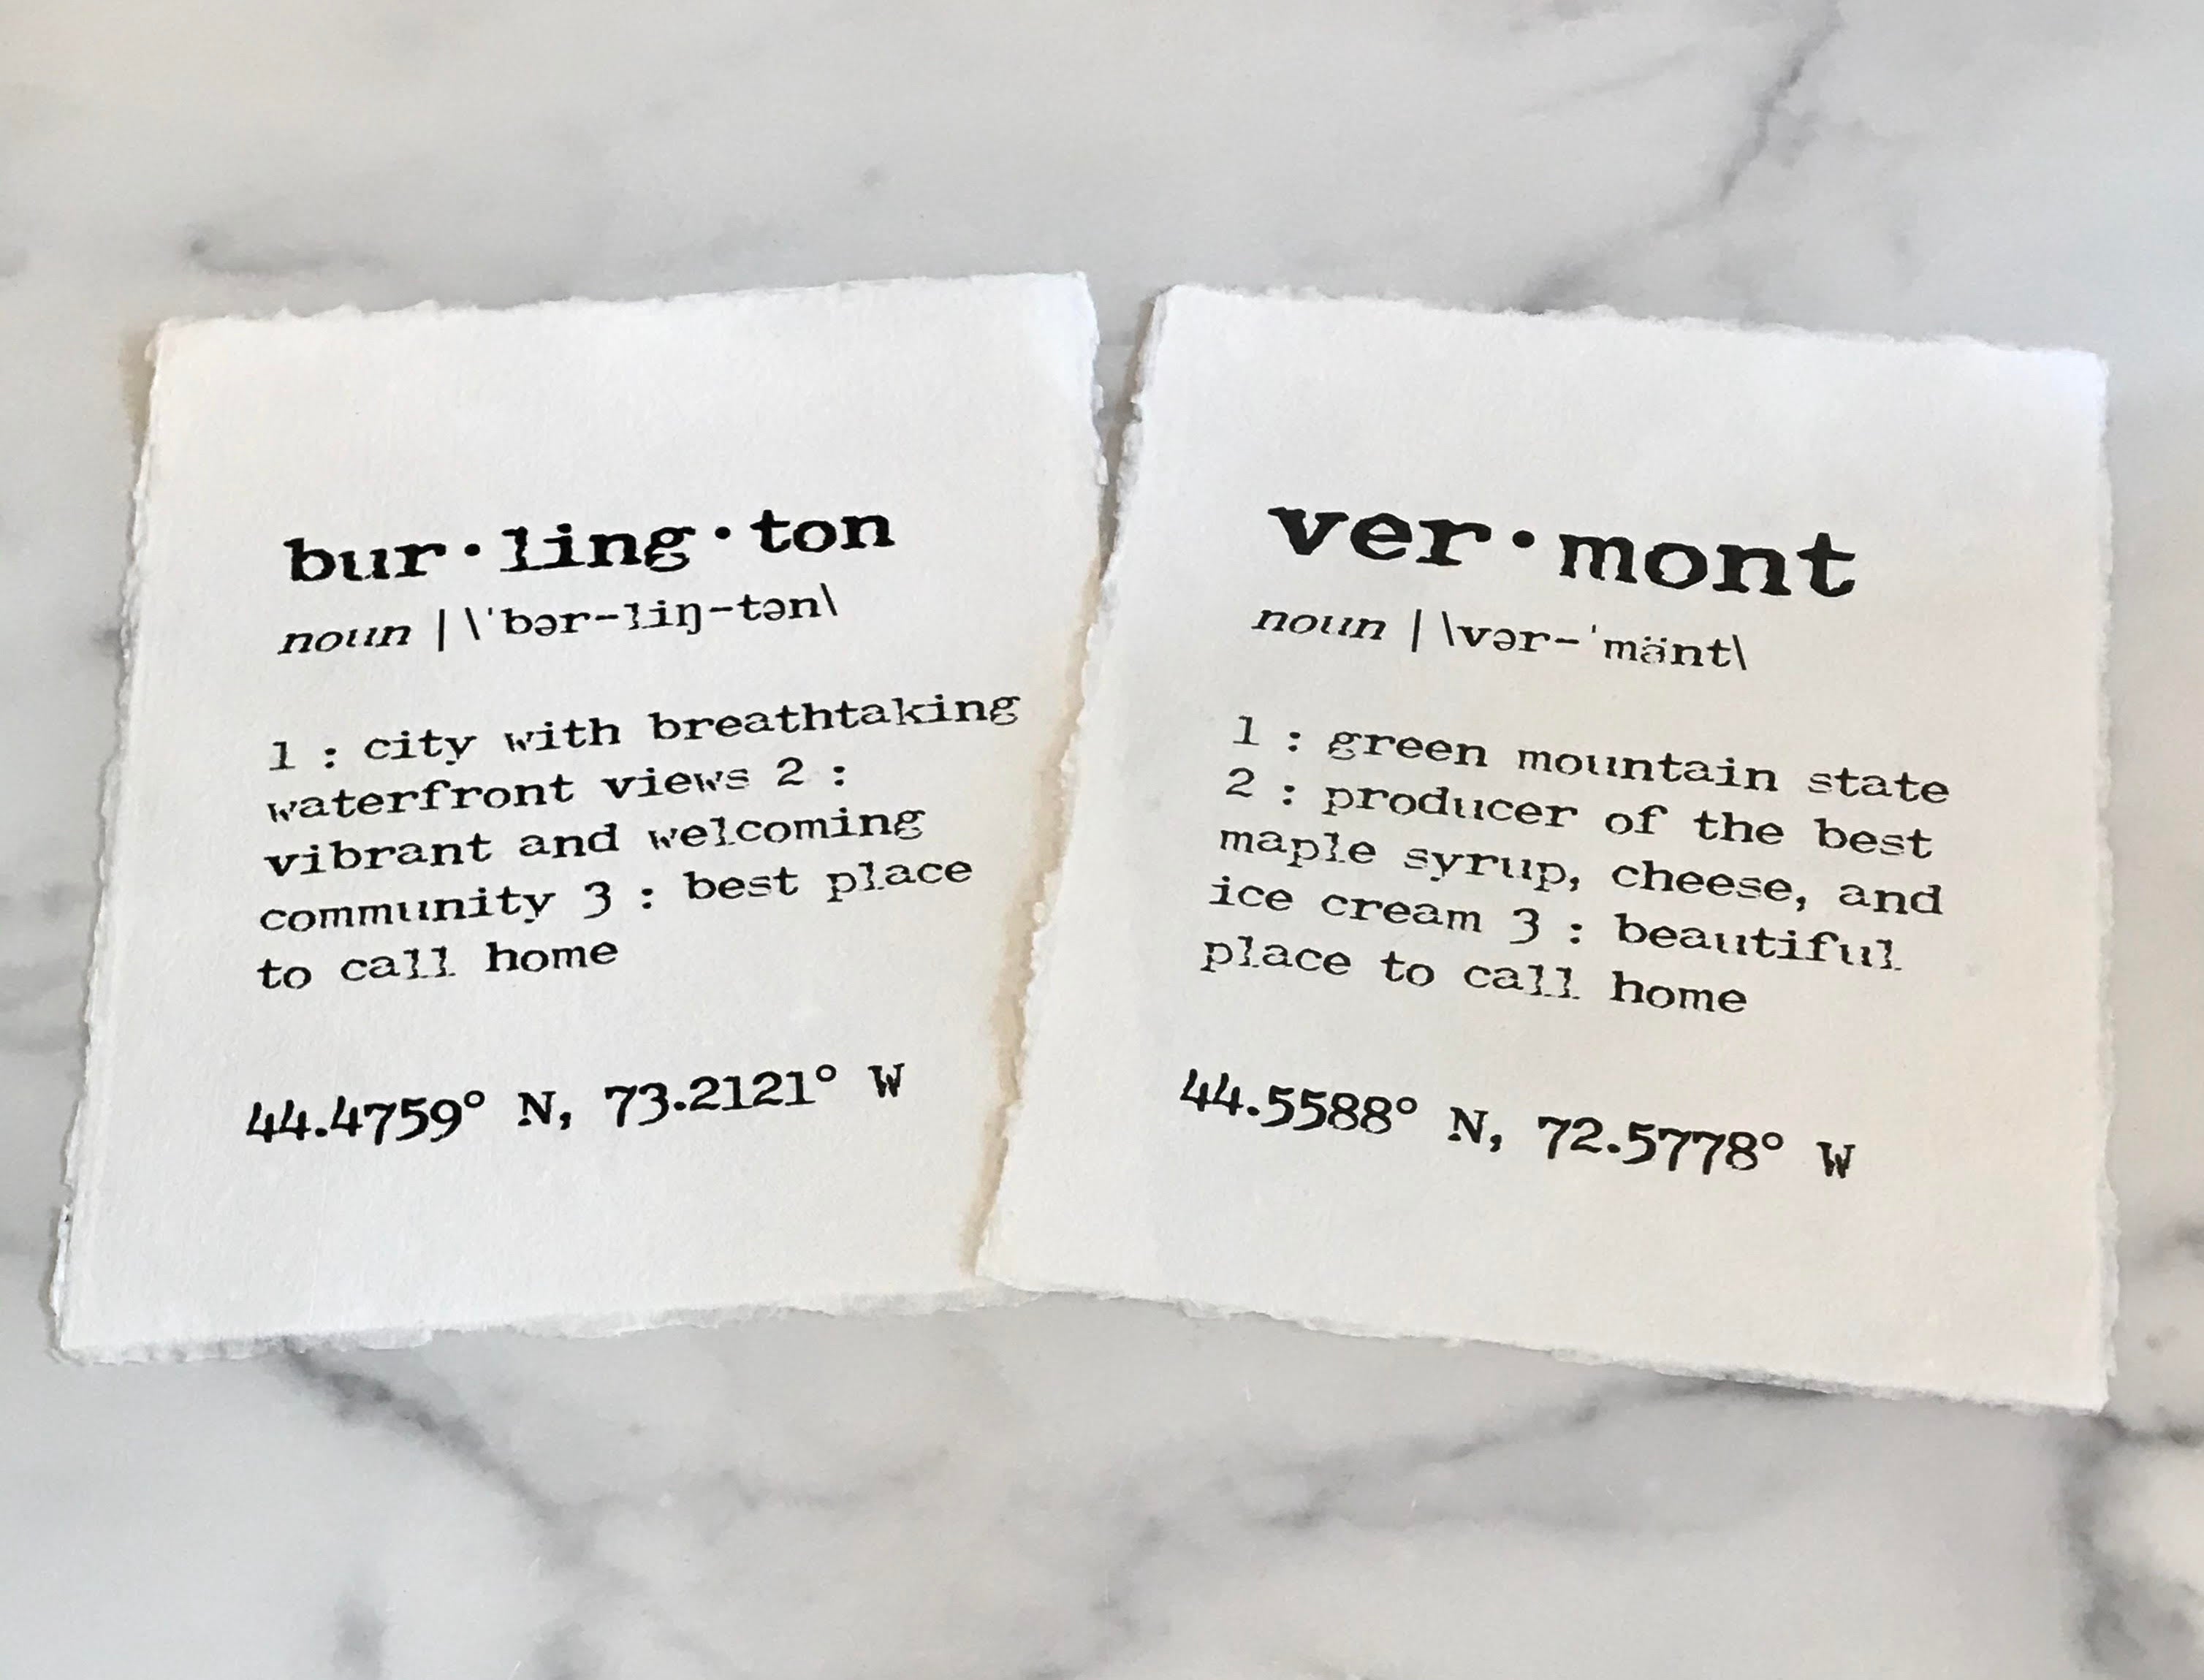 bur·ling·ton
noun | \ˈbər-liŋ-tən\
1 : city with breathtaking
waterfront views 2 :
vibrant and welcoming
community 3 : best place
to call home
44.4759° N, 73.2121° W
ver·mont
noun | \vər-ˈmänt\
1 : green mountain state
2 : producer of the best
maple syrup, cheese, and
ice cream 3 : beautiful
place to call home
44.5588° N, 72.5778° W